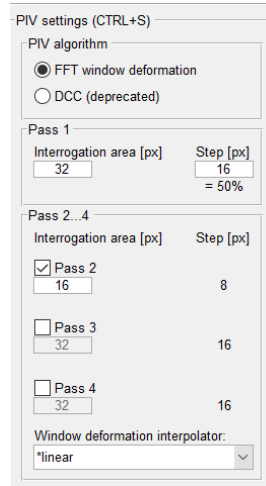 PIV settings (CTRL+S)
PIV algorithm
FFT window deformation
DCC (deprecated)
Pass 1
Interrogation area [px] Step [px]
32 16
= 50%
Pass 2...4
Interrogation area [px] Step [px]
Pass 2
16 8
Pass 3
32 16
Pass 4
32 16
Window deformation interpolator:
*linear